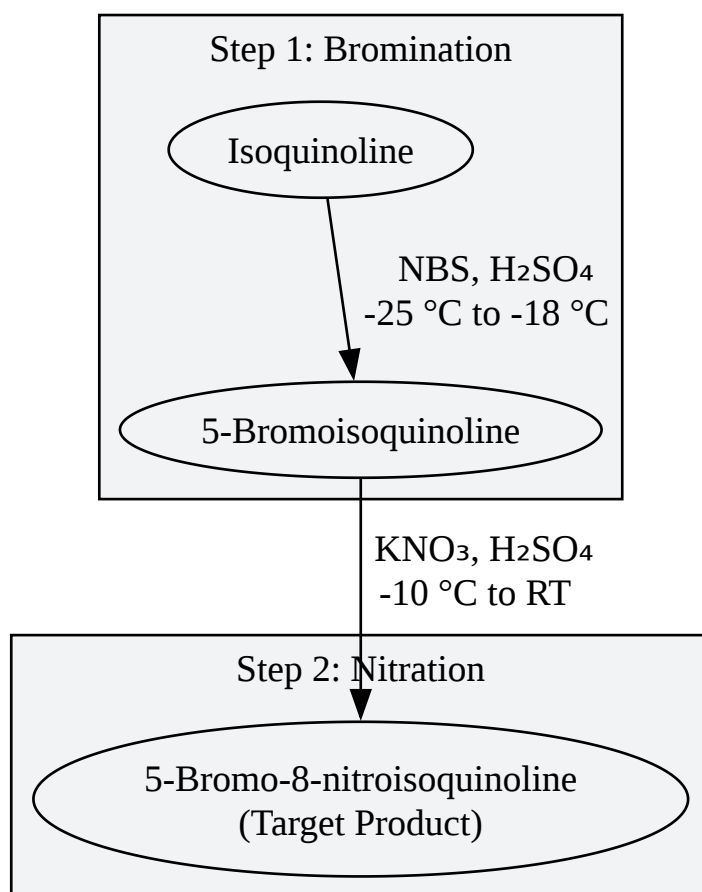 Step 1: Bromination
Isoquinoline
NBS, H₂SO₄
-25 °C to -18 °C
5-Bromoisoquinoline
KNO₃, H₂SO₄
-10 °C to RT
Step 2: Nitration
5-Bromo-8-nitroisoquinoline
(Target Product)